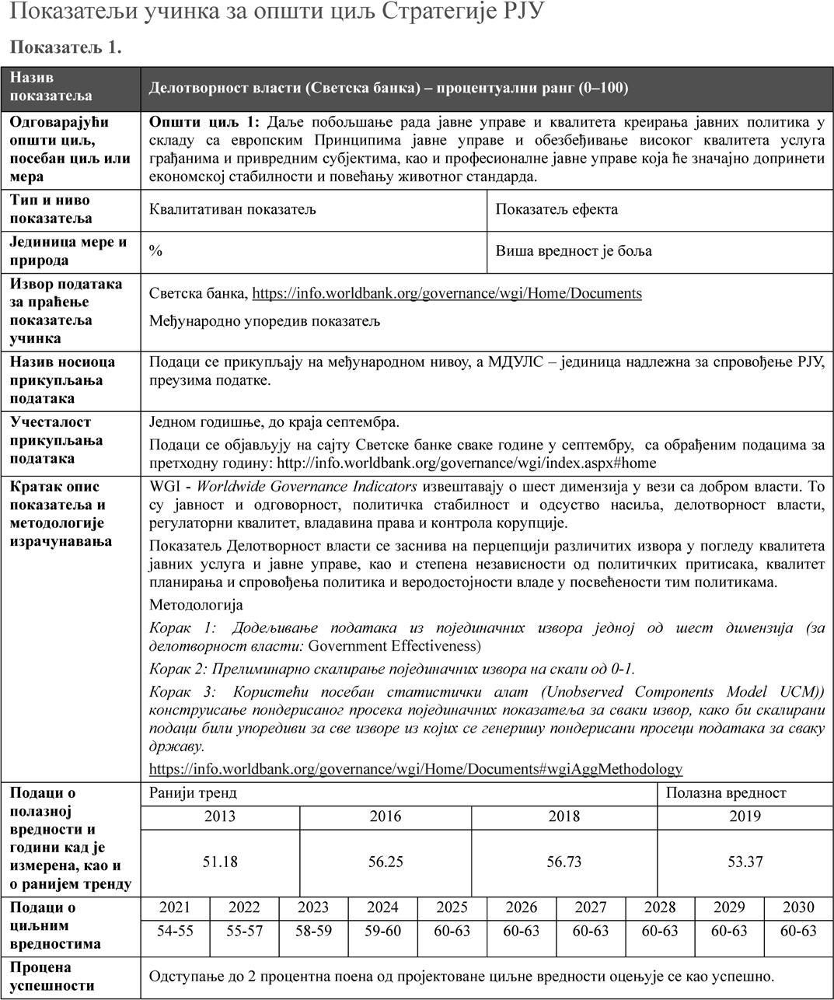 Показатељи учинка за општи циљ Стратегије РЈУ
Показатељ 1.
Назив
показатеља
Делотворност власти (Светска банка) – процентуални ранг (0–100)
Одговарајући
општи циљ,
посебан циљ или
мера
Општи циљ 1: Даље побољшање рада јавне управе и квалитета креирања јавних политика у
складу са европским Принципима јавне управе и обезбеђивање високог квалитета услуга
грађанима и привредним субјектима, као и професионалне јавне управе која ће значајно допринети
економској стабилности и повећању животног стандарда.
Тип и ниво
показатеља
Квалитативан показатељ
Показатељ ефекта
Јединица мере и
природа
%
Виша вредност је боља
Извор података
за праћење
показатеља
учинка
Светска банка, https://info.worldbank.org/governance/wgi/Home/Documents
Међународно упоредив показатељ
Назив носиоца
прикупљања
података
Подаци се прикупљају на међународном нивоу, а МДУЛС – јединица надлежна за спровођење РЈУ,
преузима податке.
Учесталост
прикупљања
података
Једном годишње, до краја септембра.
Подаци се објављују на сајту Светске банке сваке године у септембру, са обрађеним подацима за
претходну годину: http://info.worldbank.org/governance/wgi/index.aspx#home
Кратак опис
показатеља и
методологије
израчунавања
WGI - Worldwide Governance Indicators извештавају о шест димензија у вези са добром власти. То
су јавност и одговорност, политичка стабилност и одсуство насиља, делотворност власти,
регулаторни квалитет, владавина права и контрола корупције.
Показатељ Делотворност власти се заснива на перцепцији различитих извора у погледу квалитета
јавних услуга и јавне управе, као и степена независности од политичких притисака, квалитет
планирања и спровођења политика и веродостојности владе у посвећености тим политикама.
Методологија
Корак 1: Додељивање података из појединачних извора једној од шест димензија (за
делотворност власти: Government Effectiveness)
Корак 2: Прелиминарно скалирање појединачних извора на скали од 0-1.
Корак 3: Користећи посебан статистички алат (Unobserved Components Model UCM))
конструисање пондерисаног просека појединачних показатеља за сваки извор, како би скалирани
подаци били упоредиви за све изворе из којих се генеришу пондерисани просеци података за сваку
државу.
https://info.worldbank.org/governance/wgi/Home/Documents#wgiAggMethodology
Подаци о
полазној
вредности и
години кад је
измерена, као и
о ранијем тренду
Ранији тренд
Полазна вредност
2013
2016
2018
2019
51.18
56.25
56.73
53.37
Подаци о
циљним
вредностима
2021
2022
2023
2024
2025
2026
2027
2028
2029
2030
54-55
55-57
58-59
59-60
60-63
60-63
60-63
60-63
60-63
60-63
Процена
успешности
Одступање до 2 процентна поена од пројектоване циљне вредности оцењује се као успешно.